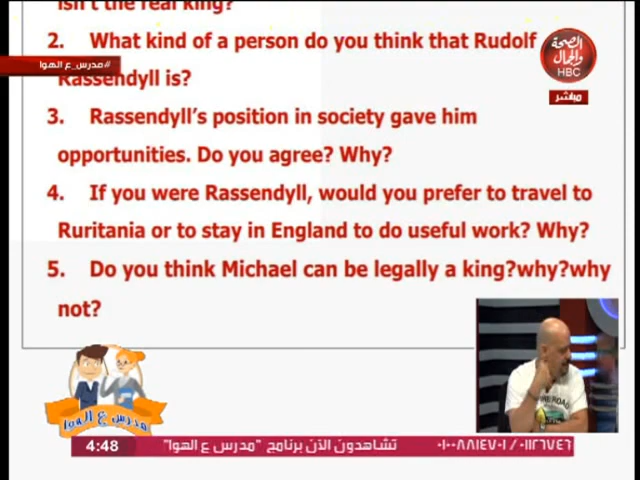 isn't the real king?
2. What kind of a person do you think that Rudolf
Rassendyll is?
#مدرس_ع الهوا
الصحة
والجمال
HBC
مباشر
3. Rassendyll's position in society gave him
opportunities. Do you agree? Why?
4. If you were Rassendyll, would you prefer to travel to
Ruritania or to stay in England to do useful work? Why?
5. Do you think Michael can be legally a king?why?why
not?
مدرس ع الهوا
4:48
تشاهدون الآن برنامج "مدرس ع الهوا"